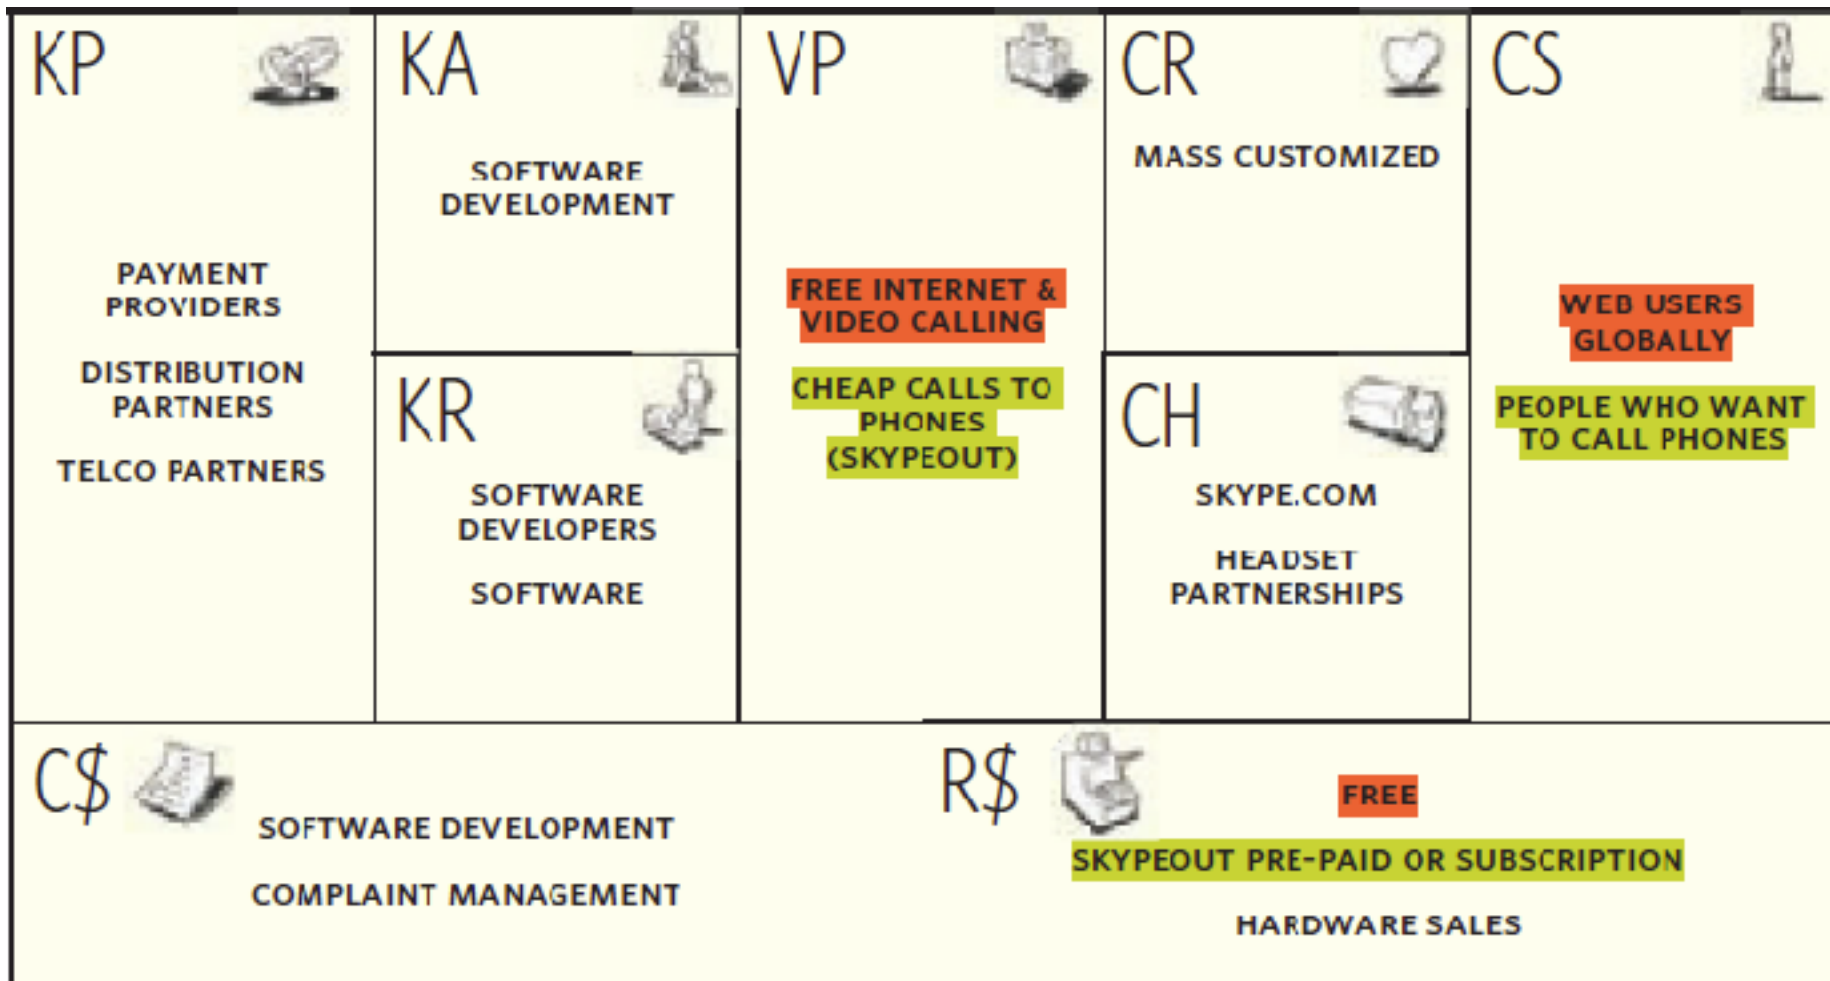 KP
PAYMENT
PROVIDERS
DISTRIBUTION
PARTNERS
TELCO PARTNERS
KA
SOFTWARE
DEVELOPMENT
KR
SOFTWARE
DEVELOPERS
SOFTWARE
VP
FREE INTERNET &
VIDEO CALLING
CHEAP CALLS TO
PHONES
(SKYPEOUT)
CR
MASS CUSTOMIZED
CH
SKYPE.COM
HEADSET
PARTNERSHIPS
CS
WEB USERS
GLOBALLY
PEOPLE WHO WANT
TO CALL PHONES
C$
SOFTWARE DEVELOPMENT
COMPLAINT MANAGEMENT
R$
FREE
SKYPEOUT PRE-PAID OR SUBSCRIPTION
HARDWARE SALES